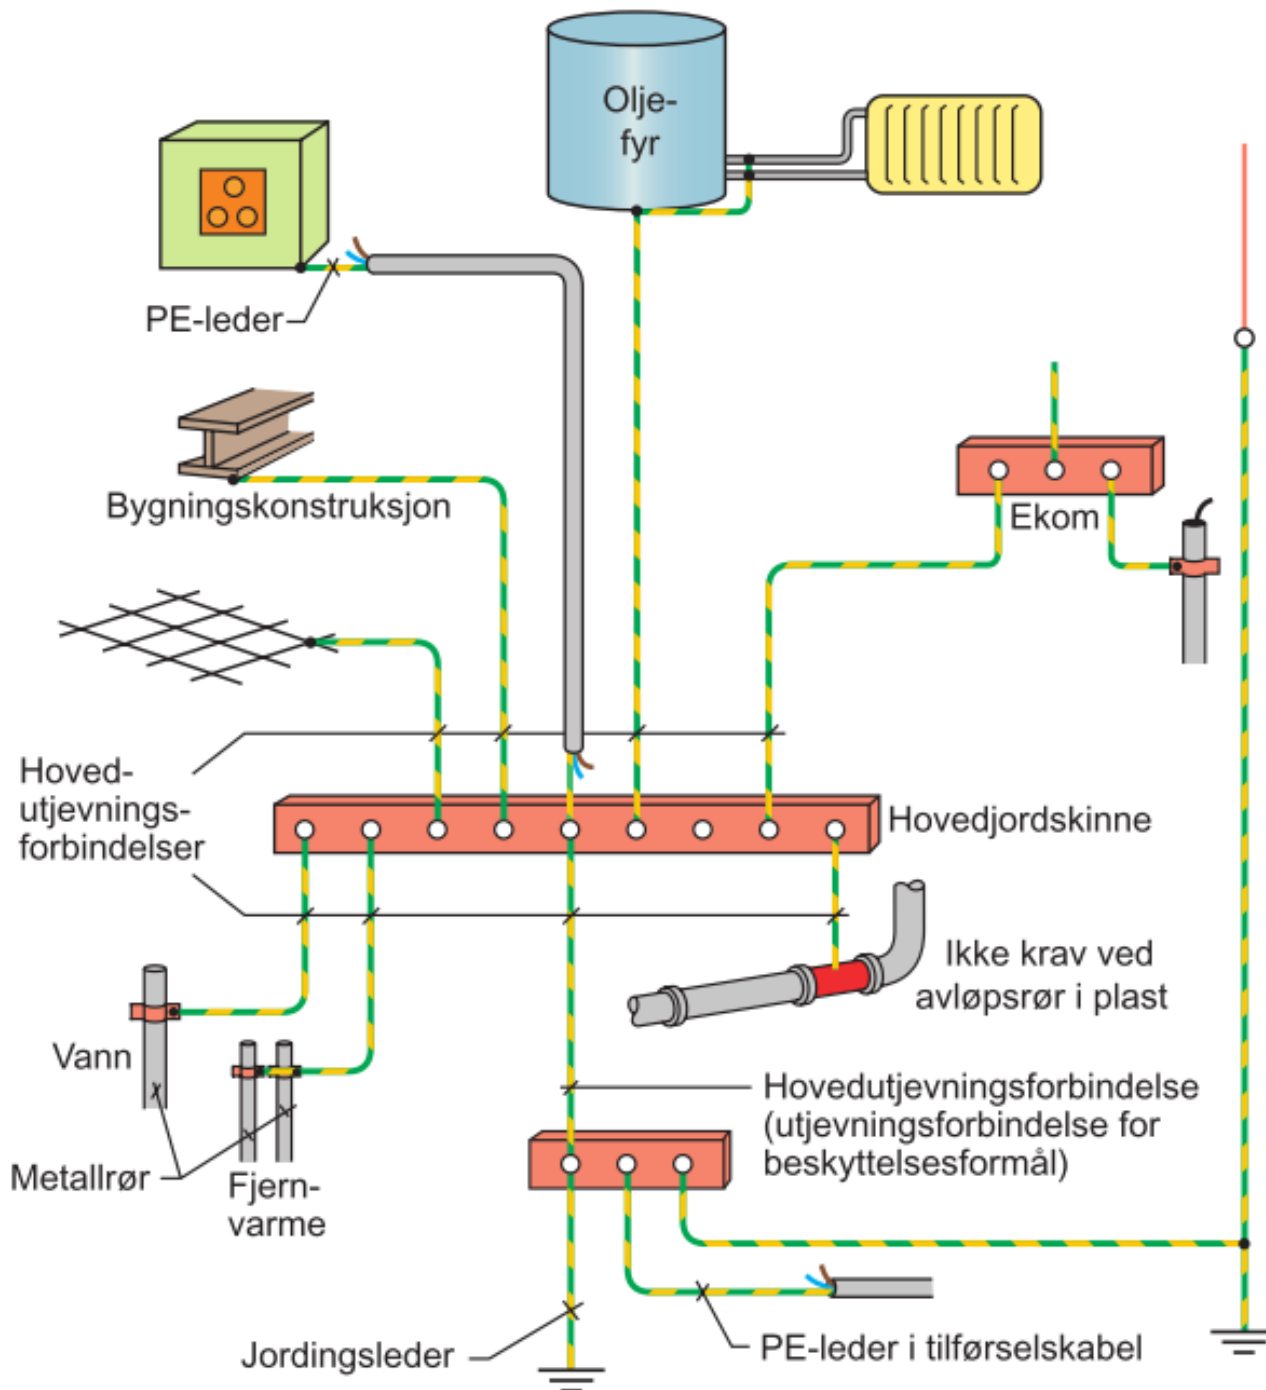 Olje-
fyr
PE-leder
Bygningskonstruksjon
Ekom
Hoved-
utjevnings-
forbindelser
Hovedjordskinne
Ikke krav ved
avløpsrør i plast
Vann
Metallrør
Fjern-
varme
Hovedutjevningsforbindelse
(utjevningsforbindelse for
beskyttelsesformål)
Jordingsleder
PE-leder i tilførselskabel